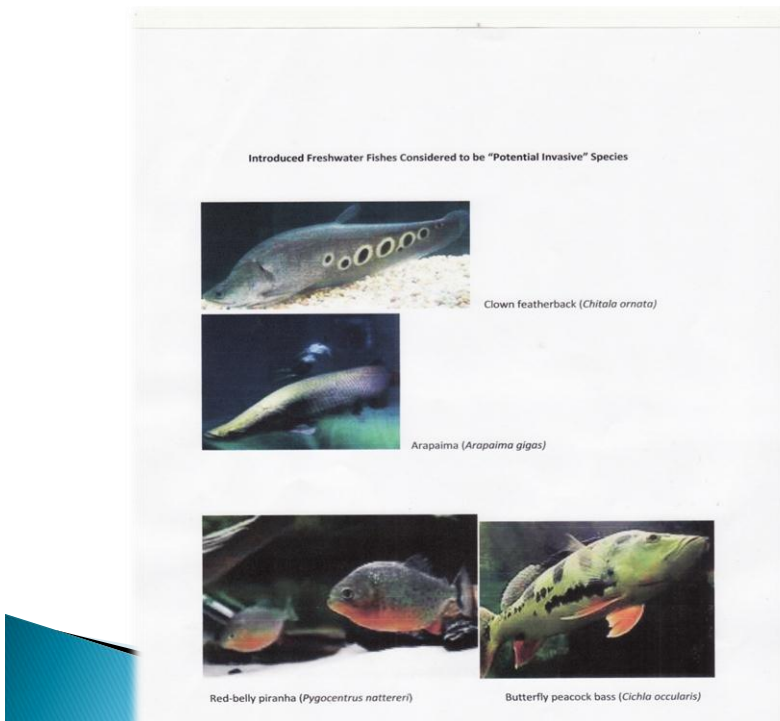 Introduced Freshwater Fishes Considered to be “Potential Invasive” Species
Clown featherback (Chitala ornata)
Arapaima (Arapaima gigas)
Red-belly piranha (Pygocentrus nattereri)
Butterfly peacock bass (Cichla occularis)